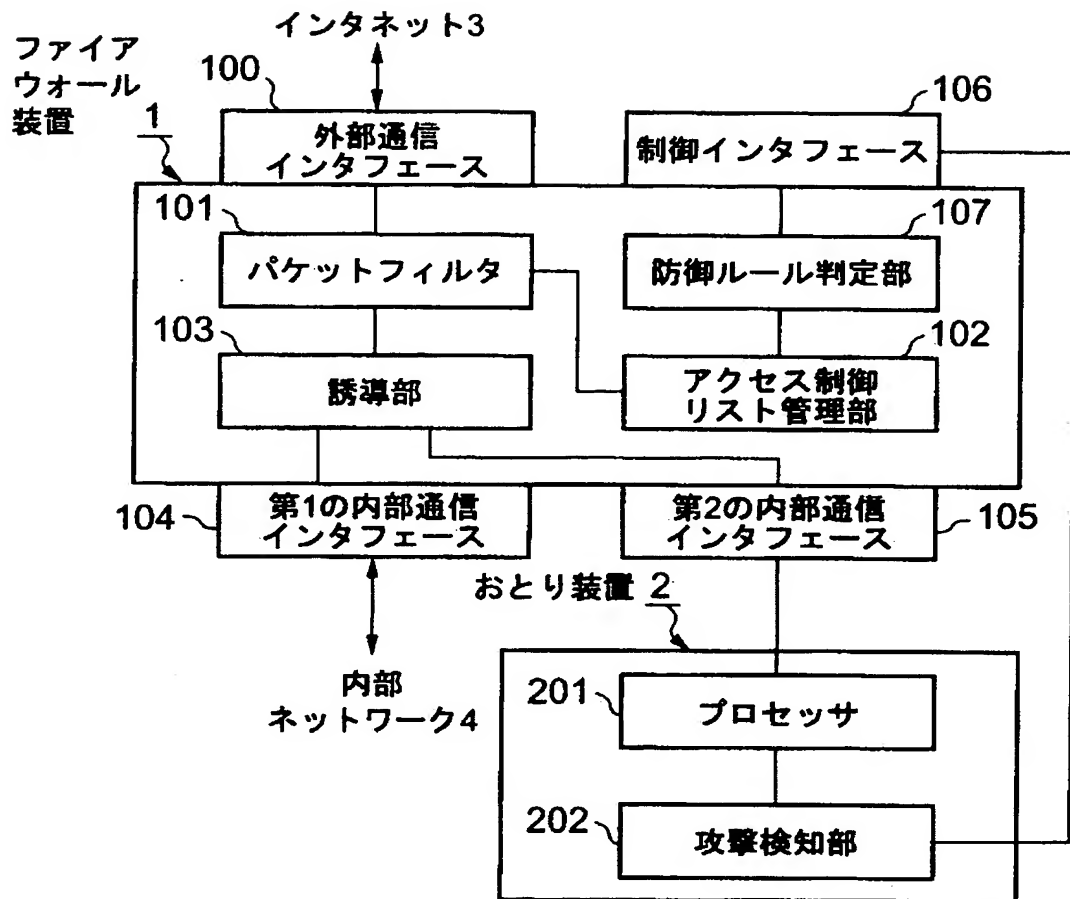 インタネット3
ファイア
ウォール
装置
1
100
外部通信
インタフェース
106
制御インタフェース
101
パケットフィルタ
107
防御ルール判定部
103
誘導部
102
アクセス制御
リスト管理部
104
第1の内部通信
インタフェース
第2の内部通信
インタフェース
105
おとり装置 2
内部
ネットワーク4
201
プロセッサ
202
攻撃検知部